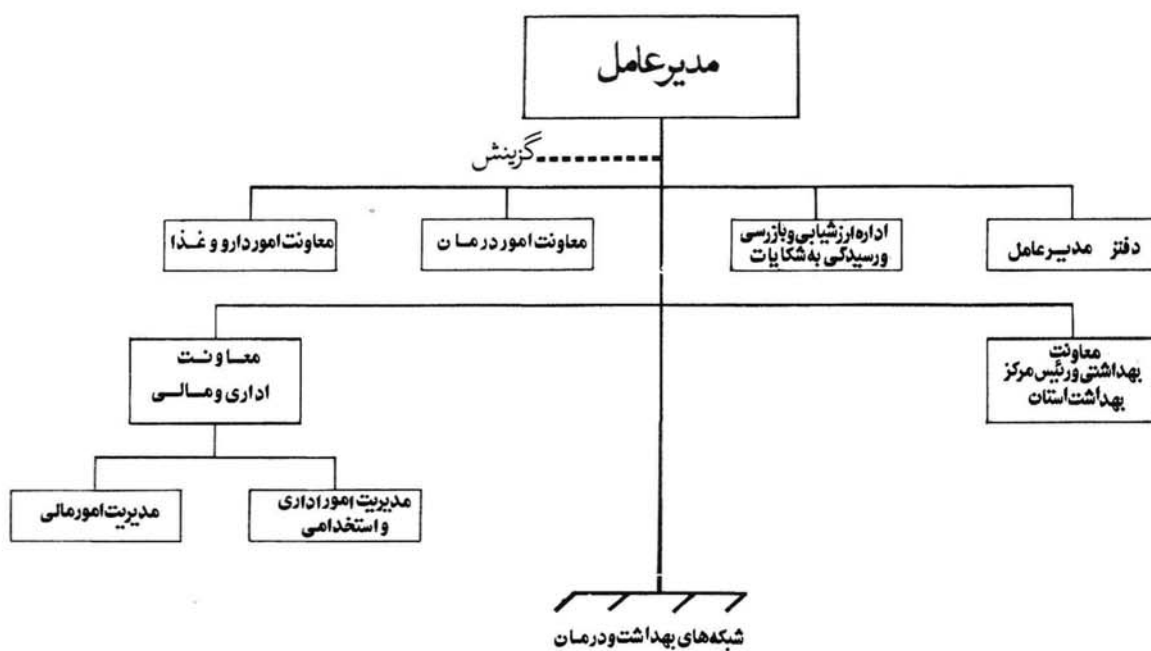 مدیرعامل
گزینش
دفتر مدیرعامل
اداره ارزشیابی و بازرسی
ورسیدگی به شکایات
معاونت امور درمان
معاونت امور دارو و غذا
معاونت
بهداشتی و رئیس مرکز
بهداشت استان
معاونت
اداری و مالی
مدیریت امور اداری
و استخدامی
مدیریت امور مالی
شبکه‌های بهداشت و درمان